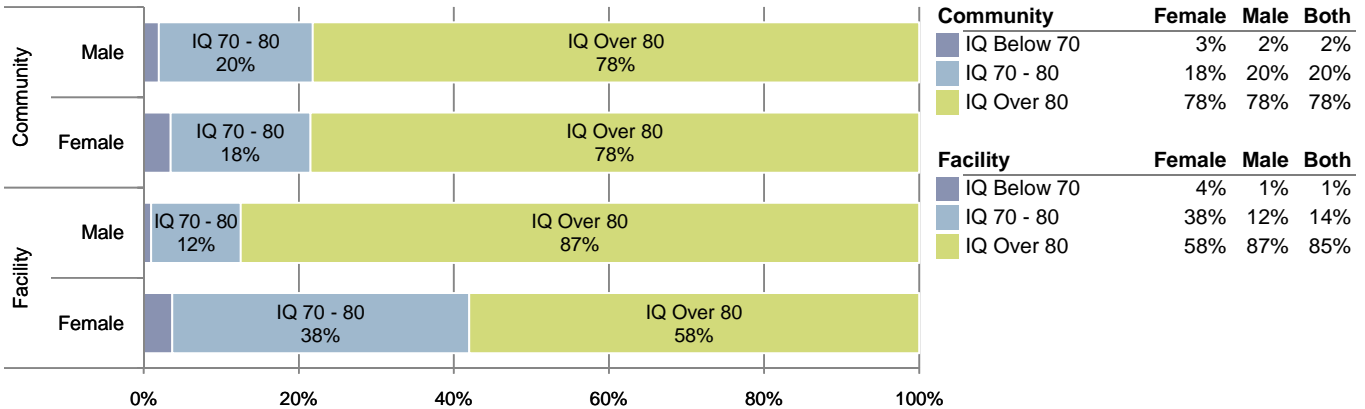 Community
Male
IQ 70 - 80
20%
IQ Over 80
78%
Female
IQ 70 - 80
18%
IQ Over 80
78%
Facility
Male
IQ 70 - 80
12%
IQ Over 80
87%
Female
IQ 70 - 80
38%
IQ Over 80
58%
0% 20% 40% 60% 80% 100%
Community Female Male Both
IQ Below 70 3% 2% 2%
IQ 70 - 80 18% 20% 20%
IQ Over 80 78% 78% 78%
Facility Female Male Both
IQ Below 70 4% 1% 1%
IQ 70 - 80 38% 12% 14%
IQ Over 80 58% 87% 85%